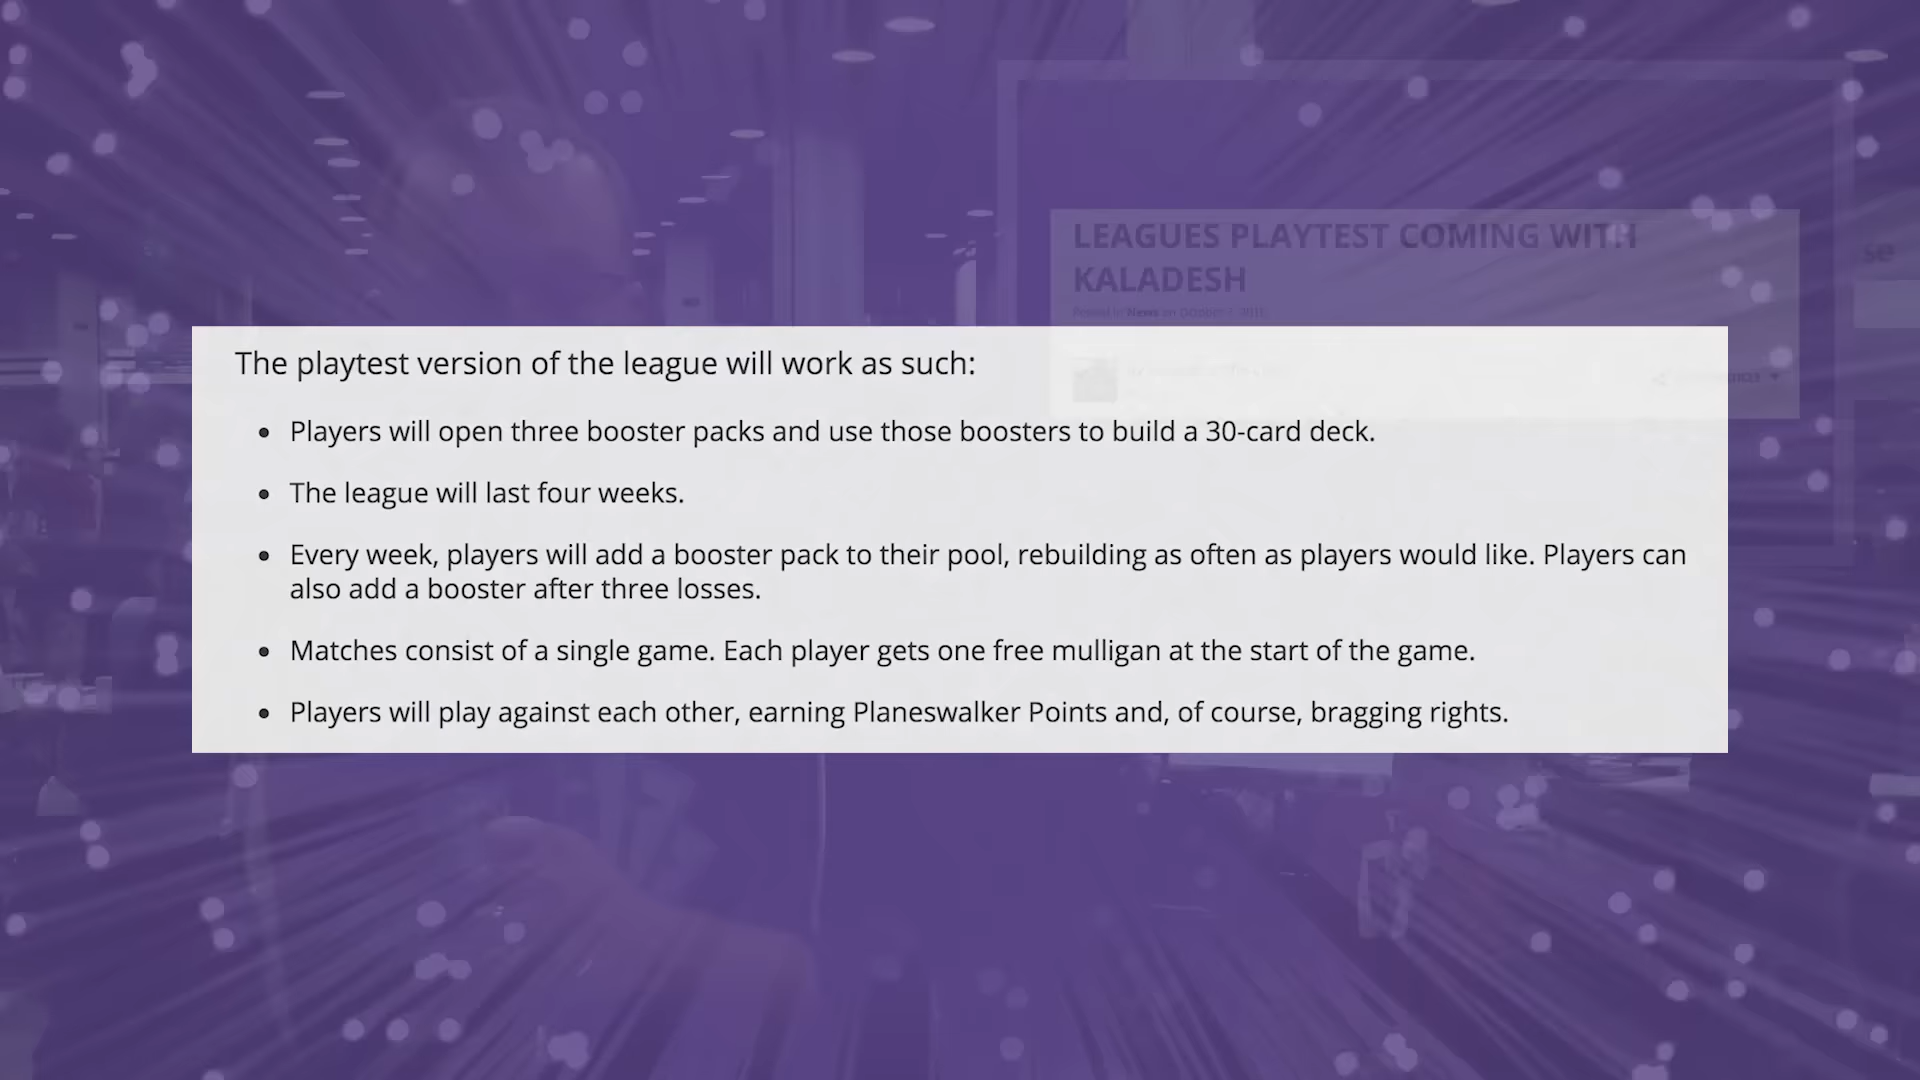 LEAGUES PLAYTEST COMING WITH
KALADESH
The playtest version of the league will work as such:
• Players will open three booster packs and use those boosters to build a 30-card deck.
• The league will last four weeks.
• Every week, players will add a booster pack to their pool, rebuilding as often as players would like. Players can
also add a booster after three losses.
• Matches consist of a single game. Each player gets one free mulligan at the start of the game.
• Players will play against each other, earning Planeswalker Points and, of course, bragging rights.